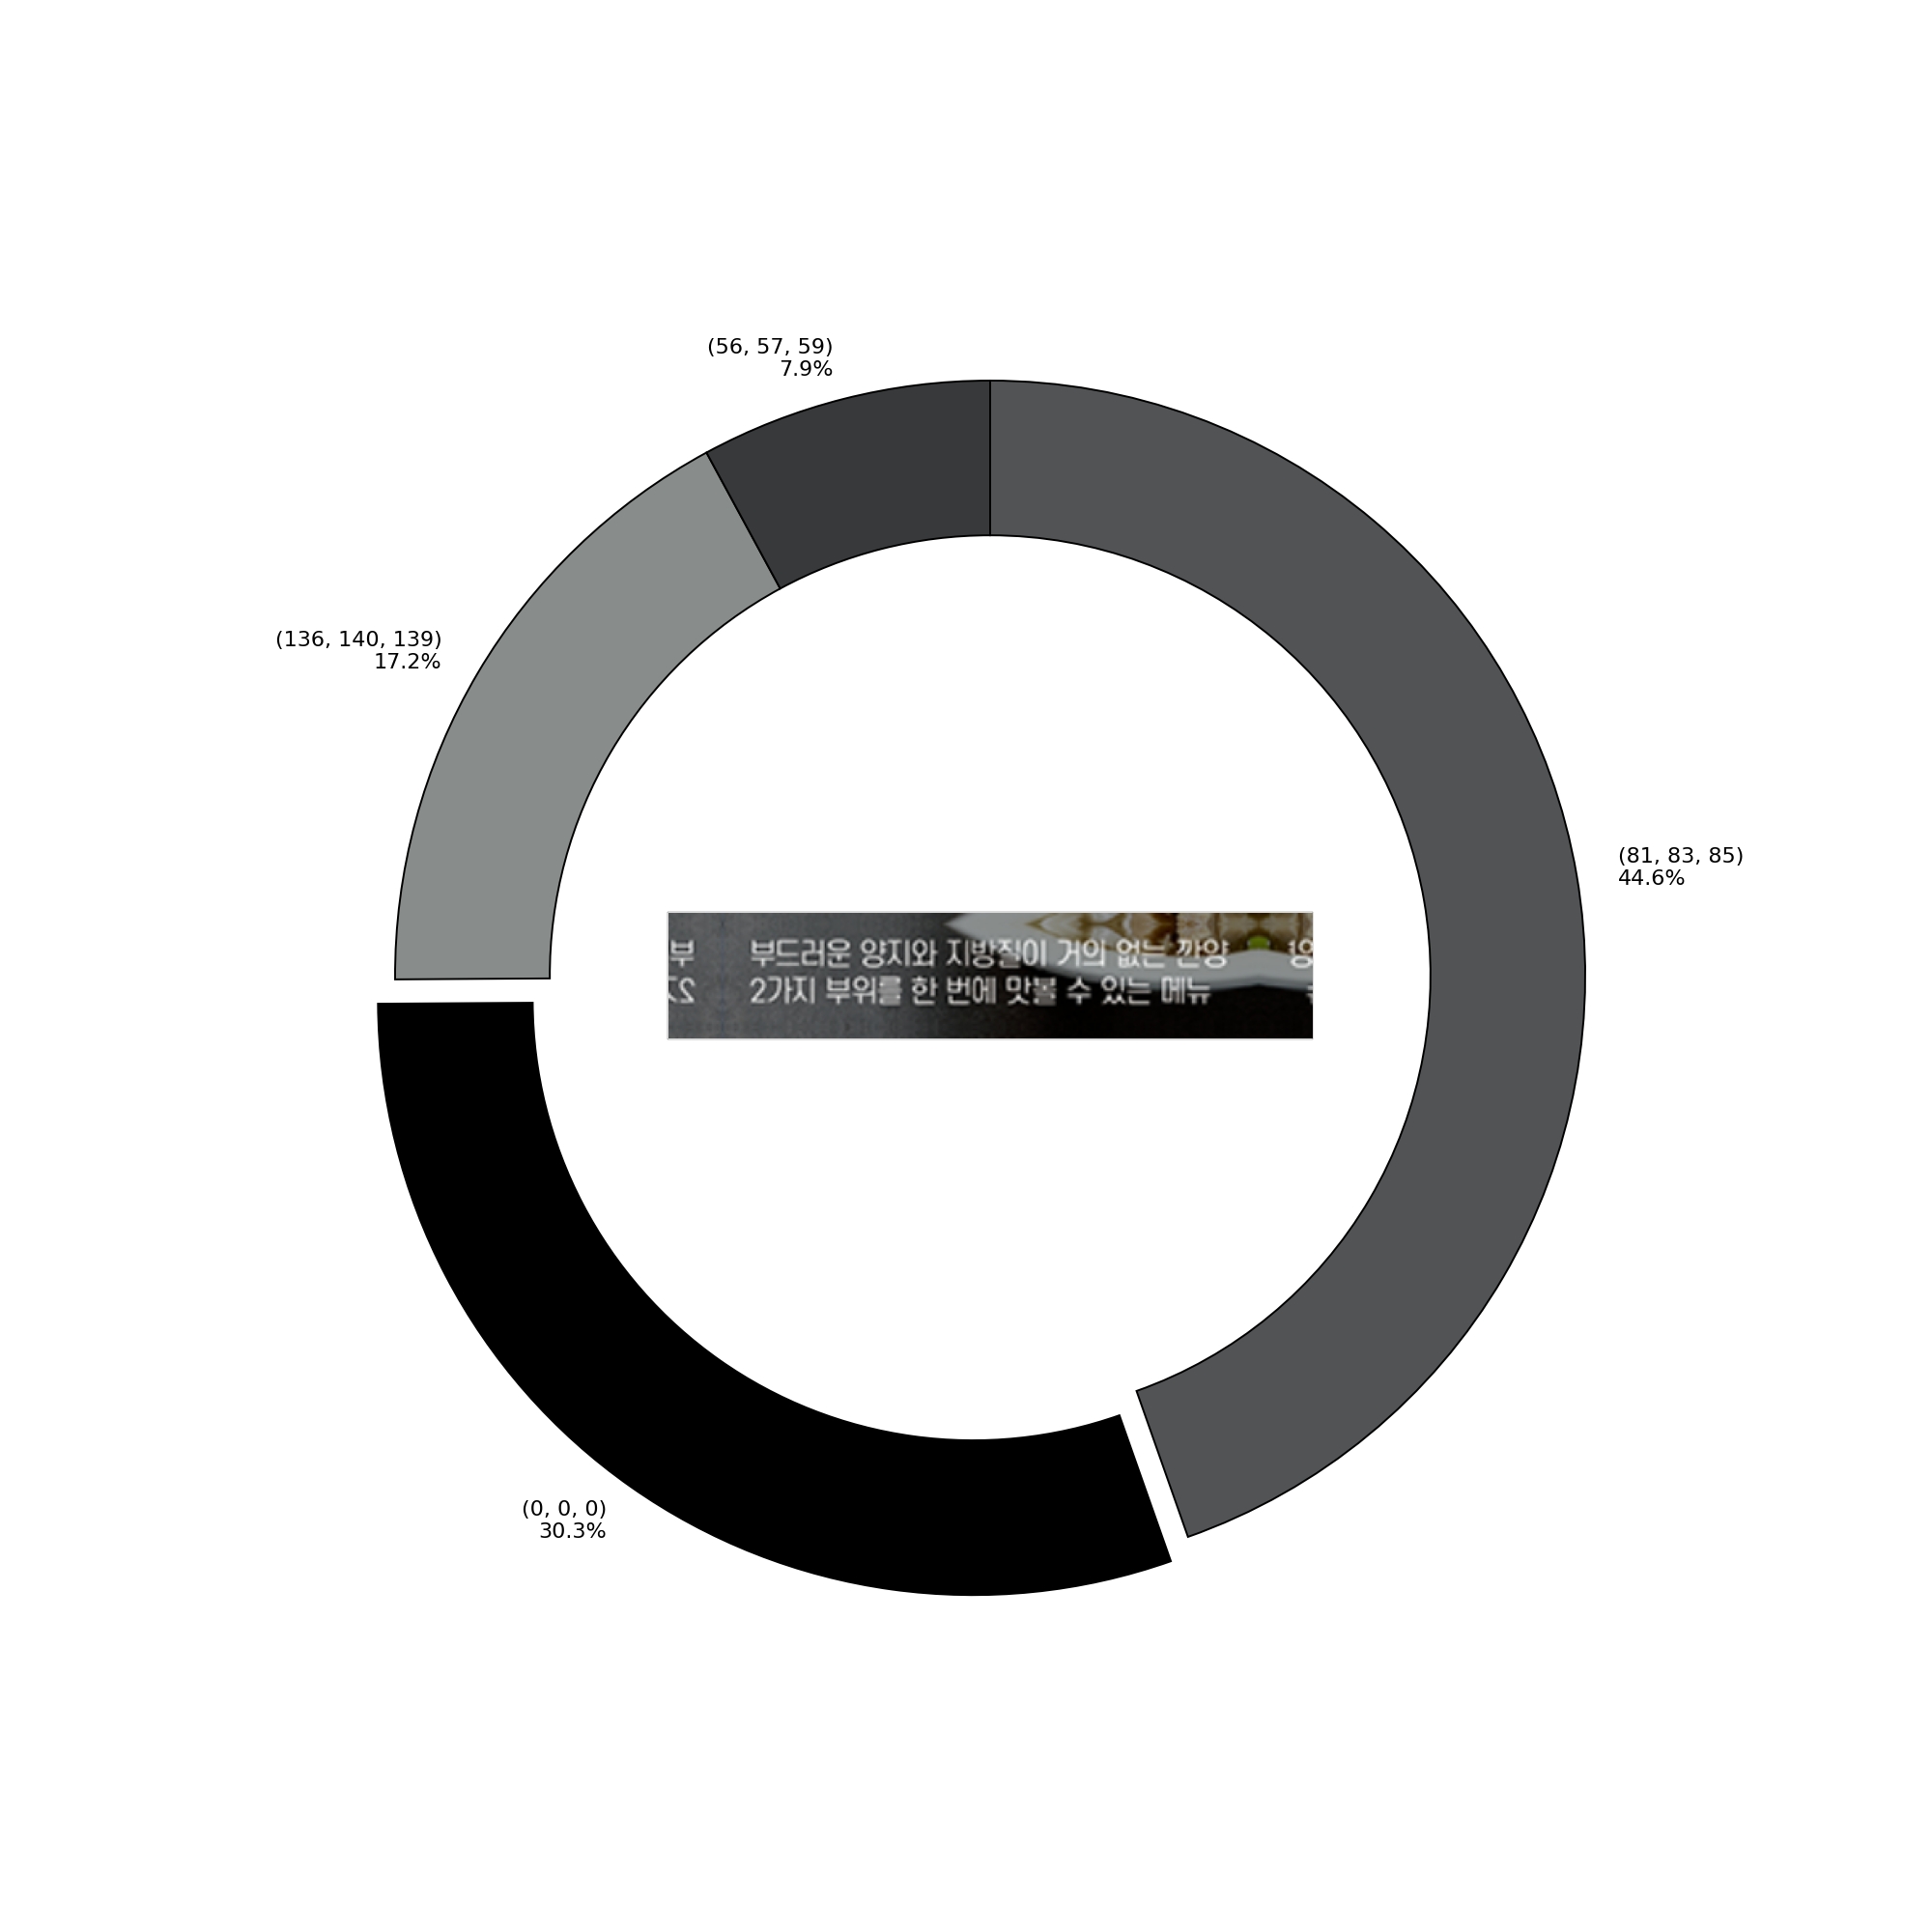 (56, 57, 59)
7.9%
(136, 140, 139)
17.2%
(81, 83, 85)
44.6%
부드러운 양지와 지방질이 거의 없는 깐양
2가지 부위를 한 번에 맛볼 수 있는 메뉴
(0, 0, 0)
30.3%